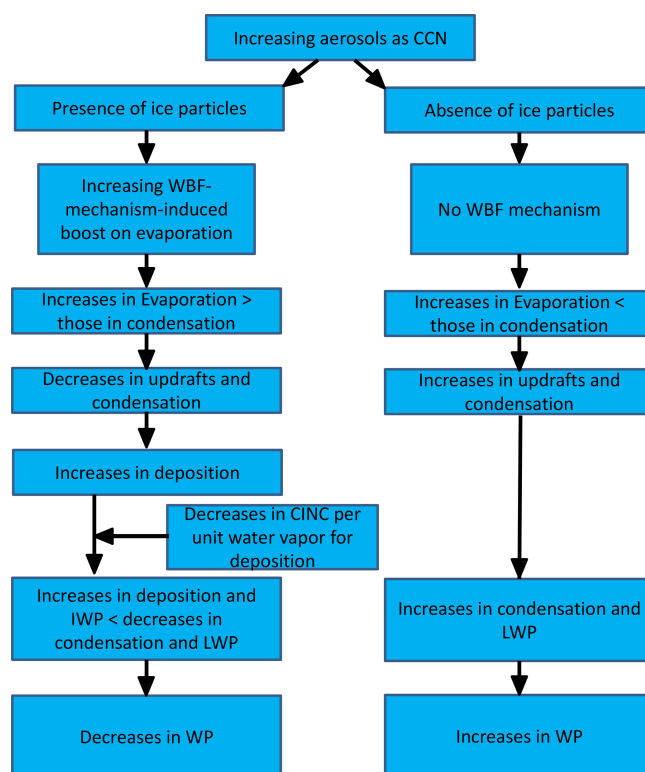 Increasing aerosols as CCN
Presence of ice particles
Increasing WBF-
mechanism-induced
boost on evaporation
Increases in Evaporation >
those in condensation
Decreases in updrafts and
condensation
Increases in deposition
Decreases in CINC per
unit water vapor for
deposition
Increases in deposition and
IWP < decreases in
condensation and LWP
Decreases in WP
Absence of ice particles
No WBF mechanism
Increases in Evaporation <
those in condensation
Increases in updrafts and
condensation
Increases in condensation and
LWP
Increases in WP